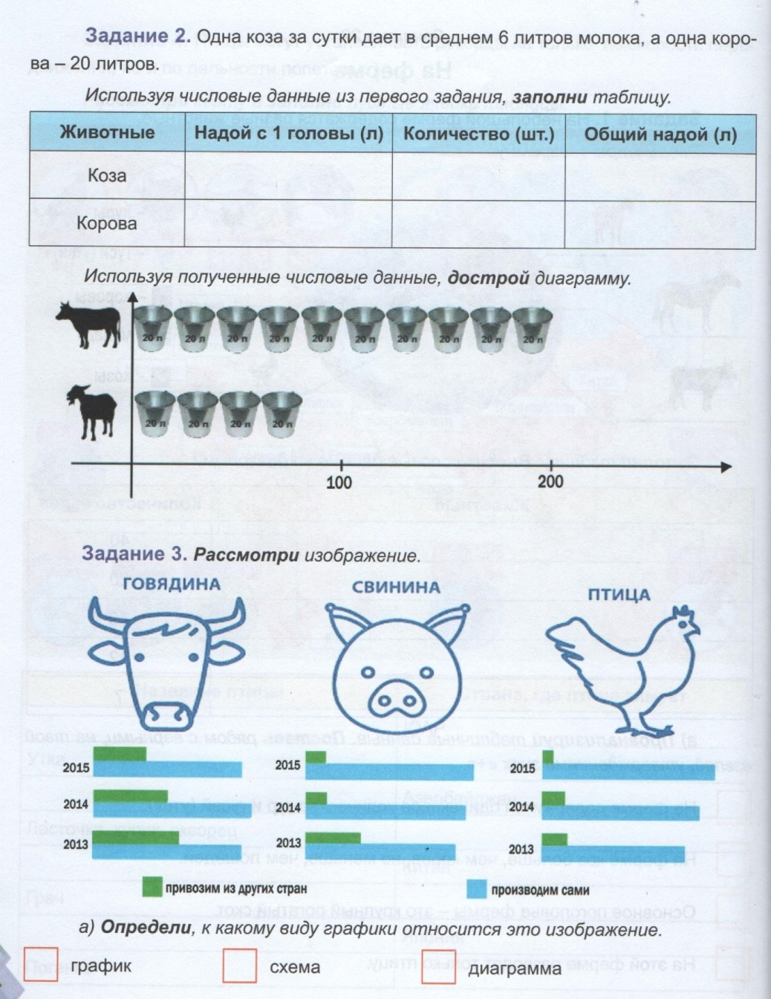 Задание 2. Одна коза за сутки дает в среднем 6 литров молока, а одна коро-
ва – 20 литров.
Используя числовые данные из первого задания, заполни таблицу.
Животные Надой с 1 головы (л) Количество (шт.) Общий надой (л)
Коза
Корова
Используя полученные числовые данные, дострой диаграмму.
20 л 20 л 20 л 20 л 20 л 20 л 20 л 20 л 20 л 20 л
20 л 20 л 20 л 20 л
100 200
Задание 3. Рассмотри изображение.
ГОВЯДИНА СВИНИНА ПТИЦА
2015 2015 2015
2014 2014 2014
2013 2013 2013
привозим из других стран производим сами
а) Определи, к какому виду графики относится это изображение.
график схема диаграмма